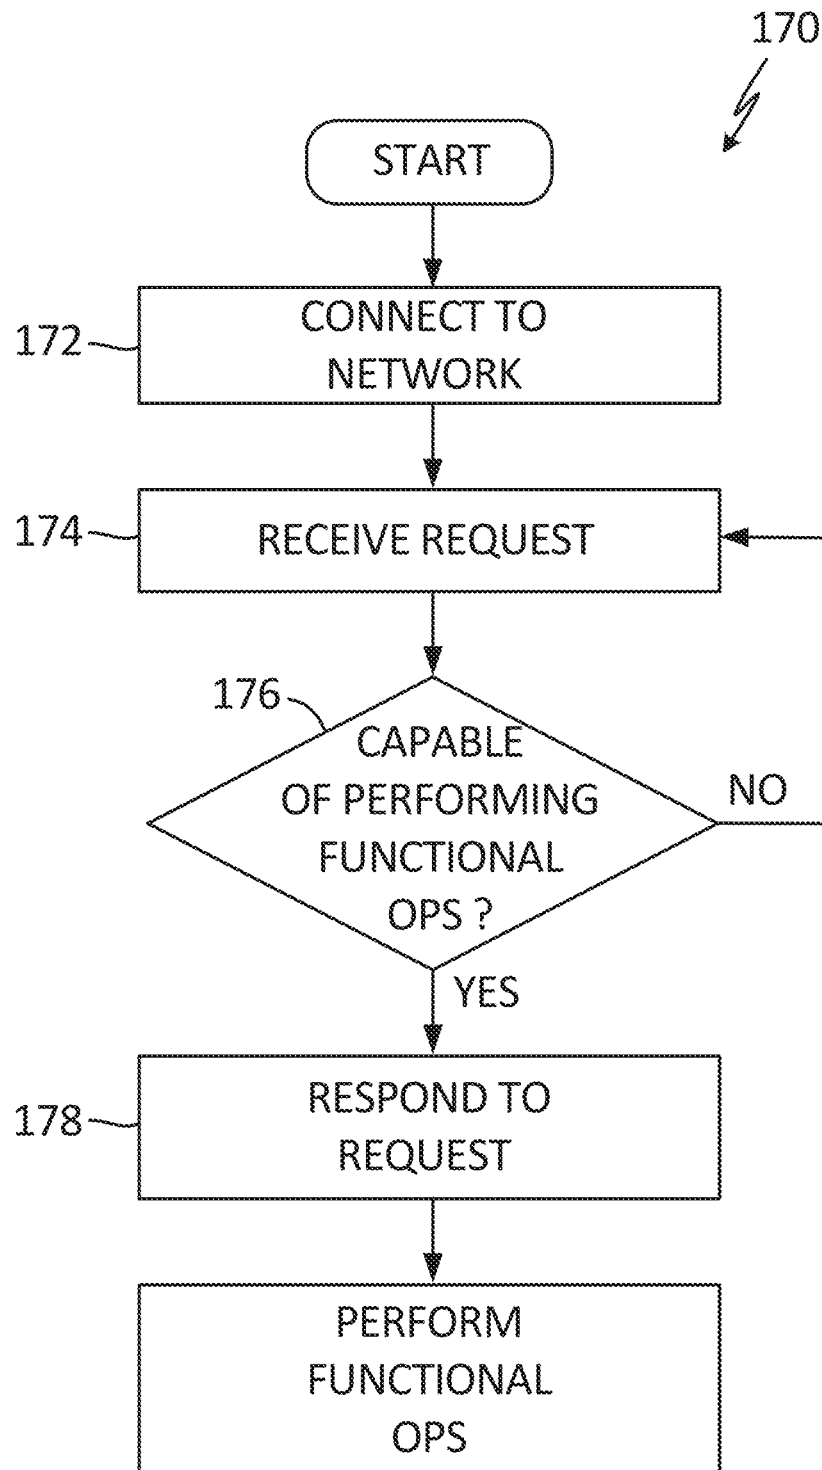 170
START
172
CONNECT TO
NETWORK
174
RECEIVE REQUEST
176
CAPABLE
OF PERFORMING
FUNCTIONAL
OPS ?
NO
YES
178
RESPOND TO
REQUEST
PERFORM
FUNCTIONAL
OPS